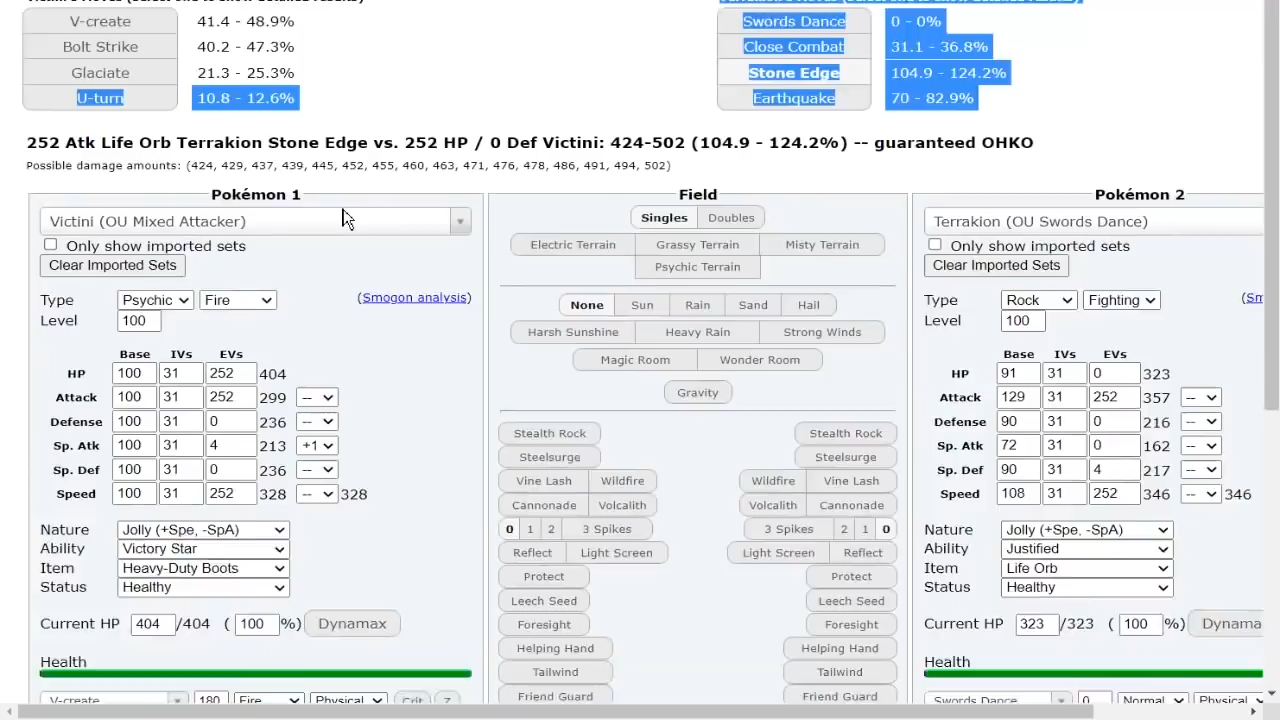 V-create 41.4 - 48.9%
Bolt Strike 40.2 - 47.3%
Glaciate 21.3 - 25.3%
U-turn 10.8 - 12.6%
Swords Dance 0 - 0%
Close Combat 31.1 - 36.8%
Stone Edge 104.9 - 124.2%
Earthquake 70 - 82.9%
252 Atk Life Orb Terrakion Stone Edge vs. 252 HP / 0 Def Victini: 424-502 (104.9 - 124.2%) -- guaranteed OHKO
Possible damage amounts: (424, 429, 437, 439, 445, 452, 455, 460, 463, 471, 476, 478, 486, 491, 494, 502)
Pokémon 1
Victini (OU Mixed Attacker)
Only show imported sets
Clear Imported Sets
Type Psychic Fire (Smogon analysis)
Level 100
Base IVs EVs
HP 100 31 252 404
Attack 100 31 252 299 --
Defense 100 31 0 236 --
Sp. Atk 100 31 4 213 +1
Sp. Def 100 31 0 236 --
Speed 100 31 252 328 -- 328
Nature Jolly (+Spe, -SpA)
Ability Victory Star
Item Heavy-Duty Boots
Status Healthy
Current HP 404 /404 ( 100 %) Dynamax
Health
V-create 180 Fire Physical Crit Z
Field
Singles Doubles
Electric Terrain Grassy Terrain Misty Terrain
Psychic Terrain
None Sun Rain Sand Hail
Harsh Sunshine Heavy Rain Strong Winds
Magic Room Wonder Room
Gravity
Stealth Rock Stealth Rock
Steelsurge Steelsurge
Vine Lash Wildfire Wildfire Vine Lash
Cannonade Volcalith Volcalith Cannonade
0 1 2 3 Spikes 3 Spikes 2 1 0
Reflect Light Screen Light Screen Reflect
Protect Protect
Leech Seed Leech Seed
Foresight Foresight
Helping Hand Helping Hand
Tailwind Tailwind
Friend Guard Friend Guard
Pokémon 2
Terrakion (OU Swords Dance)
Only show imported sets
Clear Imported Sets
Type Rock Fighting (Sm
Level 100
Base IVs EVs
HP 91 31 0 323
Attack 129 31 252 357 --
Defense 90 31 0 216 --
Sp. Atk 72 31 0 162 --
Sp. Def 90 31 4 217 --
Speed 108 31 252 346 -- 346
Nature Jolly (+Spe, -SpA)
Ability Justified
Item Life Orb
Status Healthy
Current HP 323 /323 ( 100 %) Dynama
Health
Swords Dance 0 Normal Physical